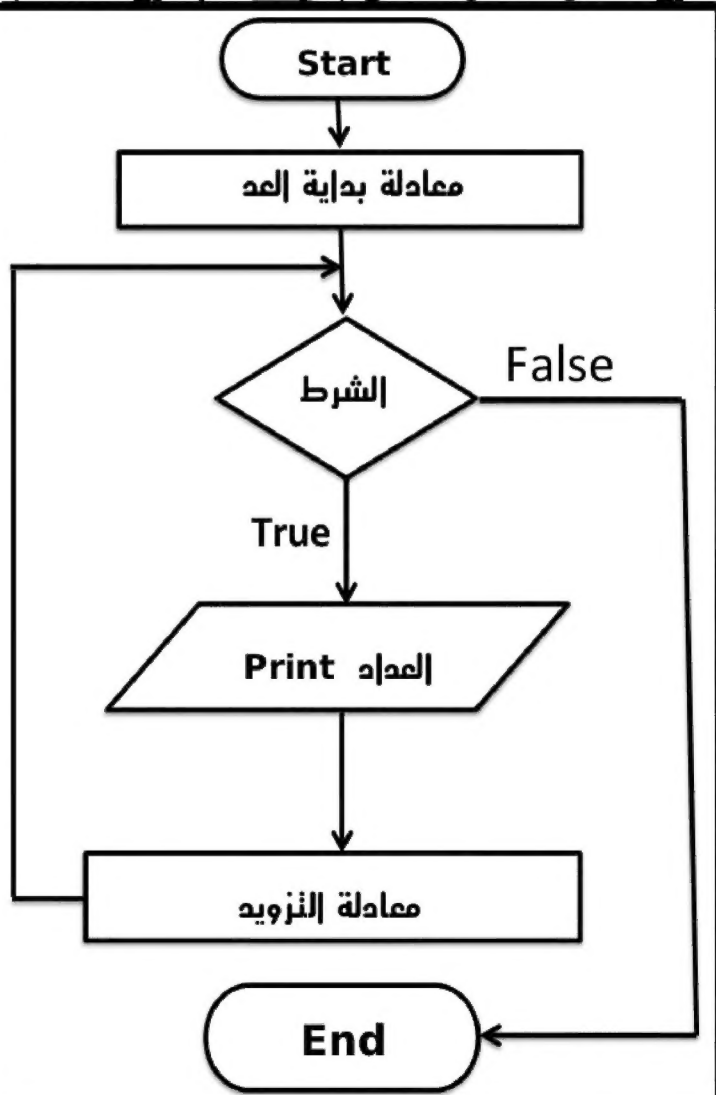 Start
معادلة بداية العد
الشرط
False
True
Print العداد
معادلة التزويد
End